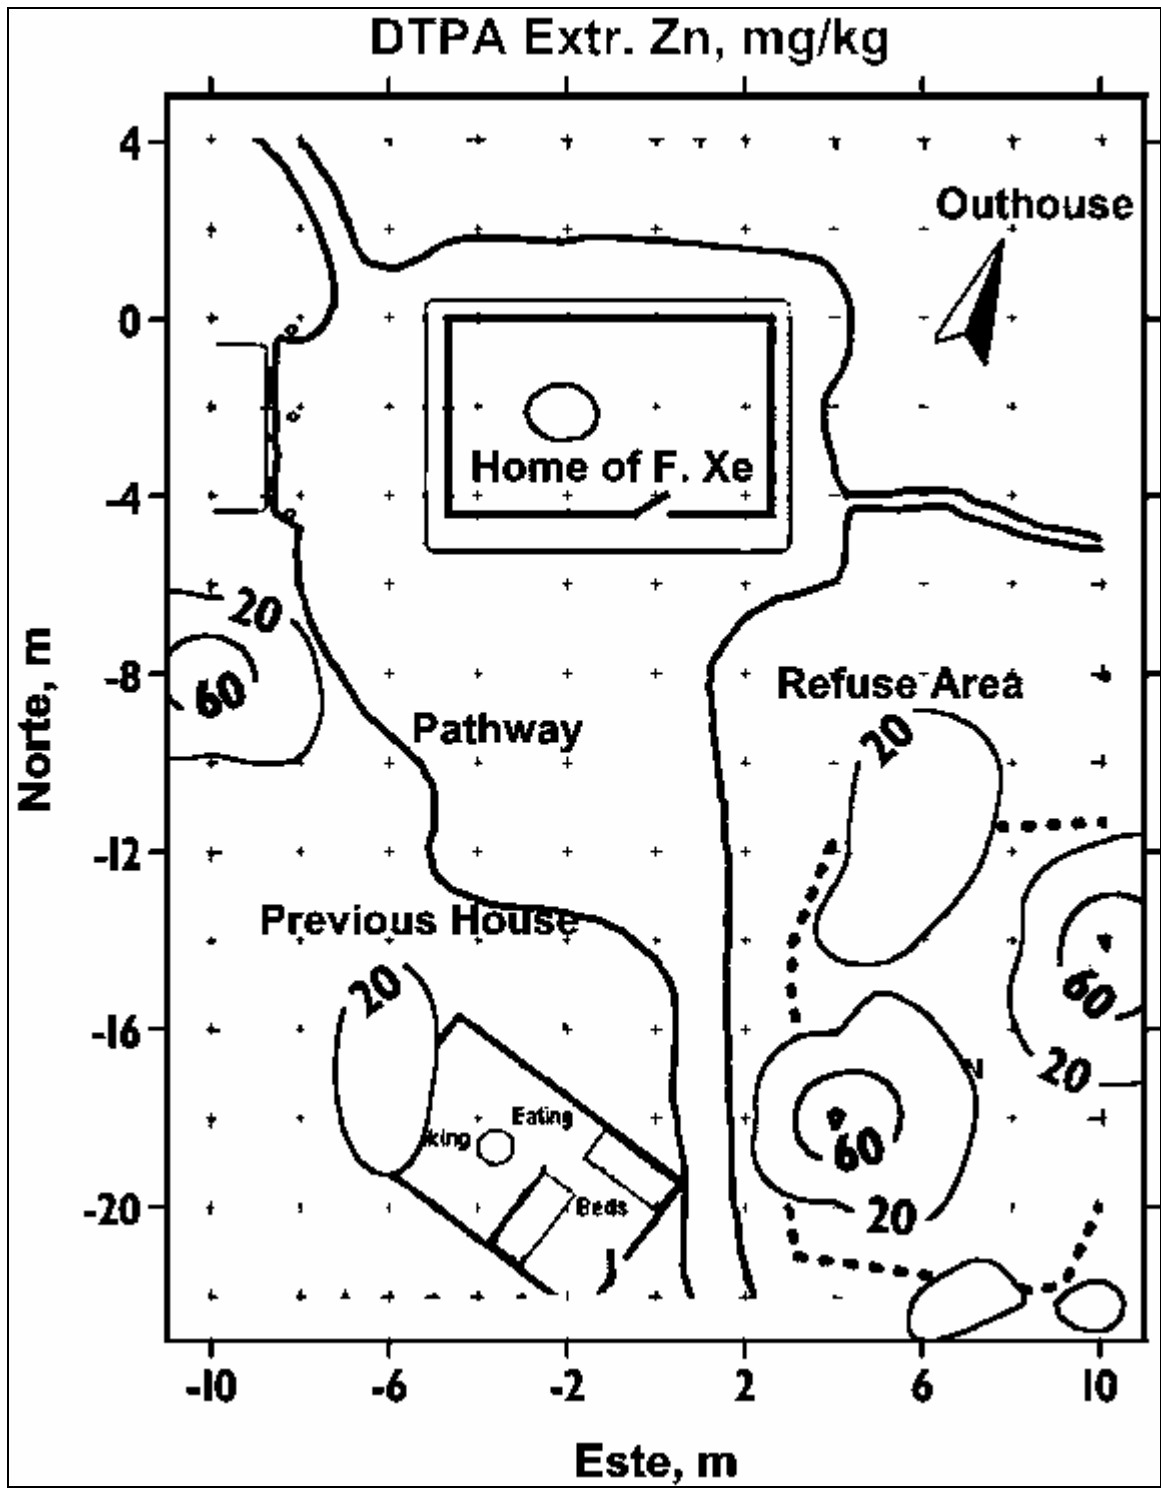 DTPA Extr. Zn, mg/kg
4
Outhouse
0
Home of F. Xe
-4
20
60
-8
Refuse Area
Pathway
20
Norte, m
-12
Previous House
20
60
-16
20
N
Eating
king
60
Beds
-20
20
-10
-6
-2
2
6
10
Este, m